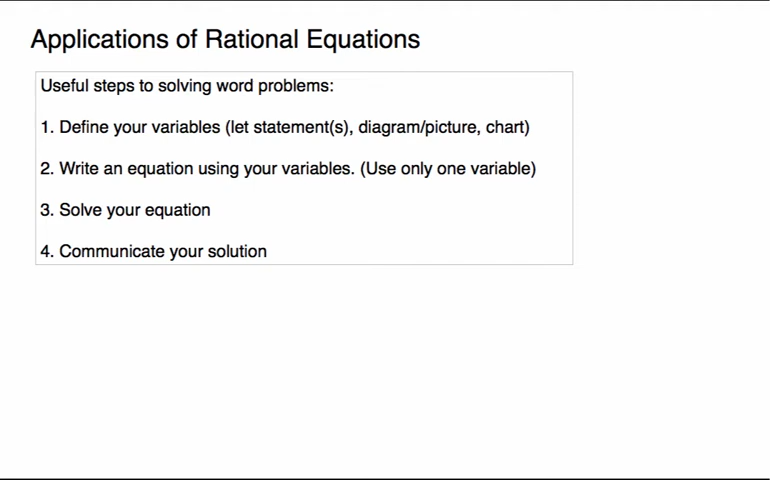 Applications of Rational Equations
Useful steps to solving word problems:
1. Define your variables (let statement(s), diagram/picture, chart)
2. Write an equation using your variables. (Use only one variable)
3. Solve your equation
4. Communicate your solution